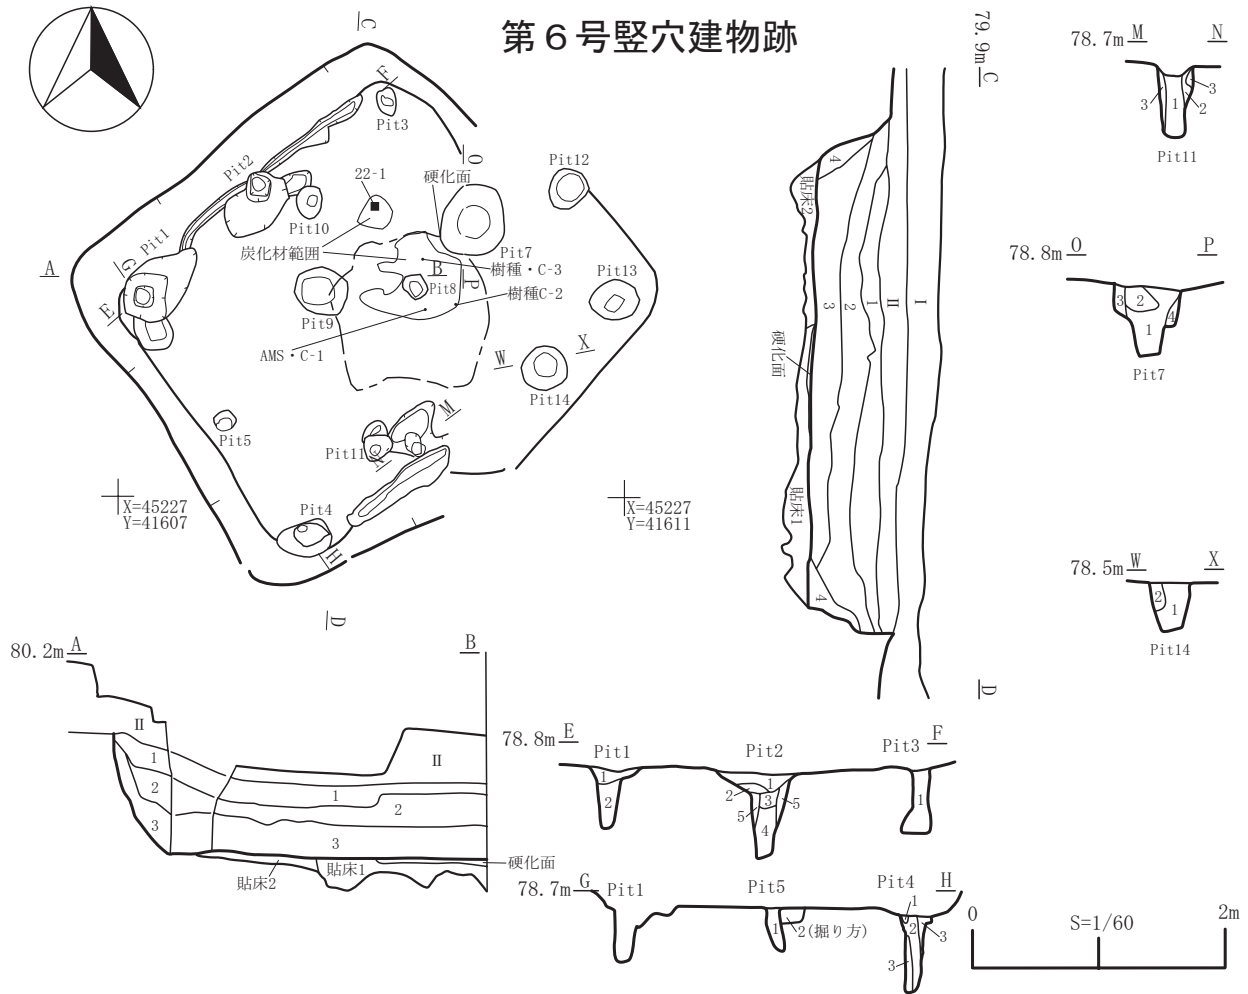 第6号竪穴建物跡
C
F
Pit3
Pit2
22-1
硬化面
O
Pit12
Pit10
Pit1
G
炭化材範囲
Pit7
A
B
樹種・C-3
P
Pit8
Pit13
樹種C-2
E
Pit9
AMS・C-1
W
X
Pit14
M
Pit5
Pit11
N
X=45227
Y=41607
Pit4
H
X=45227
Y=41611
D
79.9m C
4
貼床2
3
2
1
II
I
硬化面
貼床1
4
D
78.7m M
N
3
1
2
3
Pit11
78.8m O
P
3
2
1
4
Pit7
78.5m W
X
2
1
Pit14
80.2m A
B
II
1
2
3
II
1
2
3
貼床2
貼床1
硬化面
78.8m E
F
Pit1
Pit2
Pit3
1
2
1
2
3
5
5
4
1
78.7m G
H
Pit1
Pit5
Pit4
1
2(掘り方)
1
2
3
3
0
S=1/60
2m